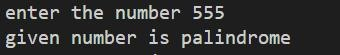 enter the number 555
given number is palindrome